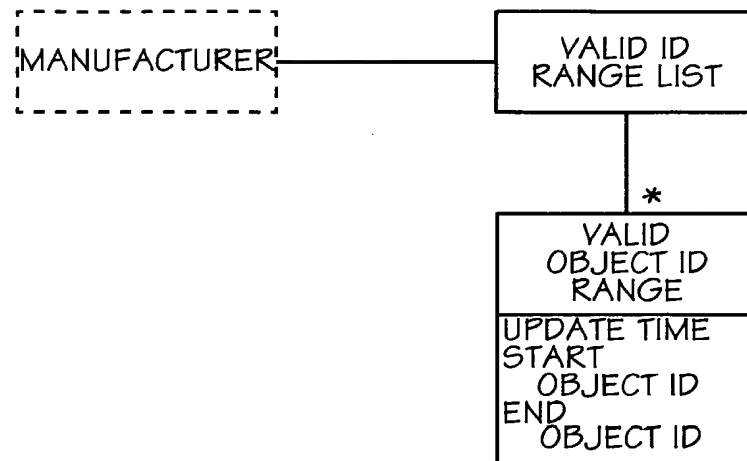 MANUFACTURER
VALID ID
RANGE LIST
*
VALID
OBJECT ID
RANGE
UPDATE TIME
START
OBJECT ID
END
OBJECT ID